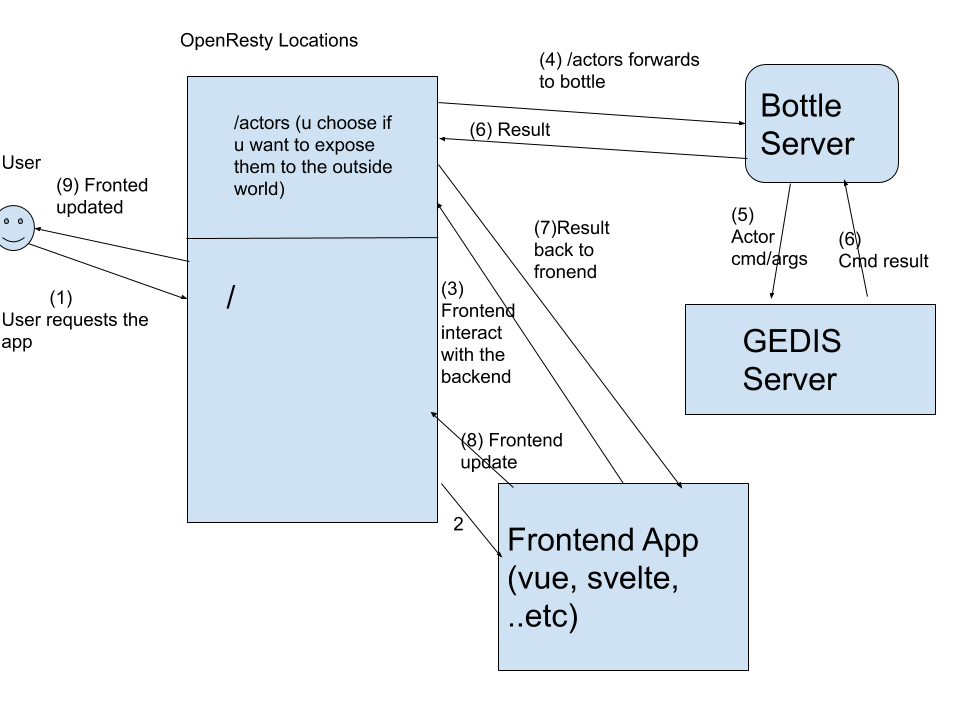 OpenResty Locations
(4) /actors forwards
to bottle
/actors (u choose if
u want to expose
them to the outside
world)
(6) Result
Bottle
Server
User
(9) Fronted
updated
(7)Result
back to
fronend
(5)
Actor
cmd/args
(6)
Cmd result
(1)
User requests the
app
/
(3)
Frontend
interact
with the
backend
GEDIS
Server
(8) Frontend
update
2
Frontend App
(vue, svelte,
..etc)